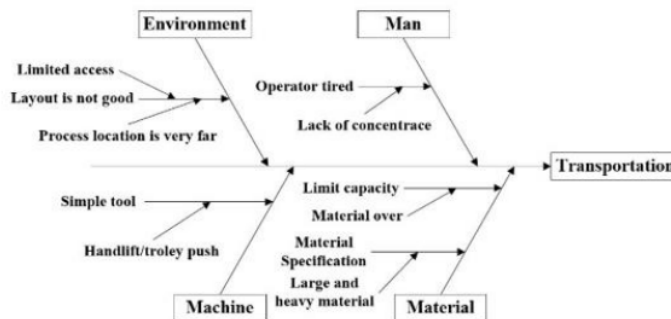 Environment
Man
Limited access
Layout is not good
Process location is very far
Operator tired
Lack of concentrace
Transportation
Simple tool
Handlift/troley push
Limit capacity
Material over
Material
Specification
Large and
heavy material
Machine
Material